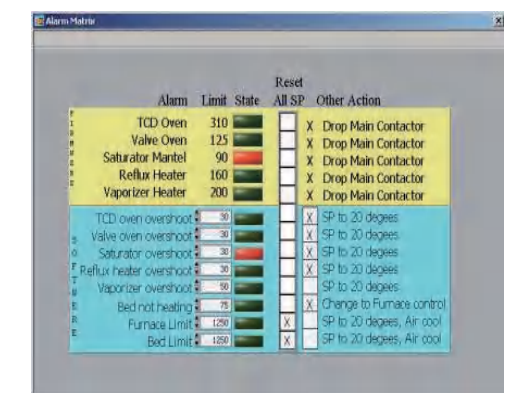 Alarm Matrix
Reset
Alarm Limit State All SP Other Action
TCD Oven 310 X Drop Main Contactor
Valve Oven 125 X Drop Main Contactor
Saturator Mantel 90 X Drop Main Contactor
Reflux Heater 160 X Drop Main Contactor
Vaporizer Heater 200 X Drop Main Contactor
TCD oven overshoot 30 X SP to 20 degees
Valve oven overshoot 30 X SP to 20 degees
Saturator overshoot 30 X SP to 20 degees
Reflux heater overshoot 30 X SP to 20 degees
Vaporizer overshoot 50 SP to 20 degees
Bed not heating 75 X Change to Furnace control
Furnace Limit 1250 X SP to 20 degees, Air cool
Bed Limit 1250 X SP to 20 degees, Air cool